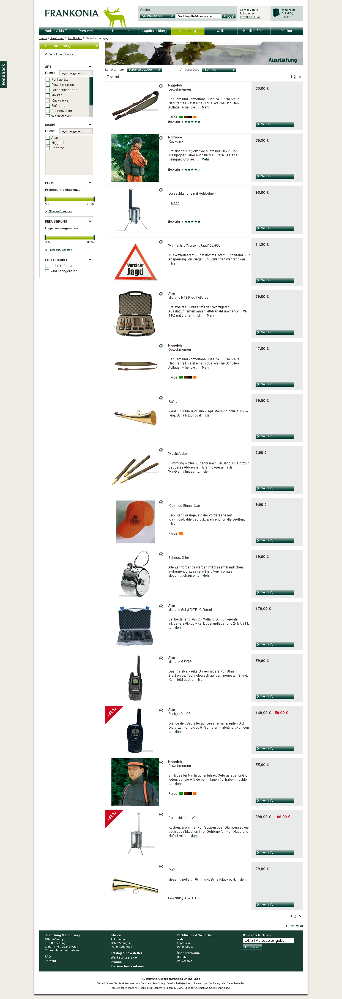 FRANKONIA
Suche
Alle Kategorien
Suchbegriff/Artikelnummer
LOS
Service / Hilfe
Filialfinder
Direktbestellung
Warenkorb
0 Teil(e)
0,00 €
Marken A bis Z
Damenmode
Herrenmode
Jagdbekleidung
Ausrüstung
Optik
Munition & WL
Waffen
Home > Ausrüstung > Jagdbedarf > Gesellschaftsjagd
Feedback
Gesellschaftsjagd
Zurück zur Übersicht
ART
Suche Begriff eingeben
Funkgeräte
Gewehrriemen
Gulaschkanonen
Marker
Rucksäcke
Rufhörner
Schusszähler
Wachsfackeln
MARKE
Suche Begriff eingeben
Alan
Niggeloh
Parforce
PREIS
Preisspanne eingrenzen
€ 2 € 199
Filter zurücksetzen
REDUZIERUNG
Ersparnis eingrenzen
0 % 60 %
Filter zurücksetzen
LIEFERBARKEIT
sofort lieferbar
wird nachgeliefert
Ausrüstung
Sortieren nach Beliebteste zuerst
Artikel je Seite 16 Artikel
17 Artikel
1 2
Niggeloh
Gewehrriemen
Bequem und komfortabel. Das ca. 5,5cm breite
Neoprenteil bietet eine große, weiche Schulter-
Auflagefläche, die ... Mehr
Farbe
Bewertung ★★★★★
35,00 €
Mehr Info
Parforce
Rucksack
Praktischer Begleiter vor allem bei Drück- und
Treibjagden, aber auch für die Pirsch bestens
geeignet. Großes ... Mehr
Bewertung ★★★★★
59,90 €
Mehr Info
Gulaschkanone mit Holzbetrieb
Mehr
Bewertung ★★★★★
95,00 €
Mehr Info
Vorsicht
Jagd
Warnschild "Vorsicht Jagd" 60x60cm
Aus wetterfestem Kunststoff mit rotem Signalrand. Zur
Absperrung von Wegen und Zufahrten während der ...
Mehr
14,90 €
Mehr Info
Alan
Midland M48 Plus Kofferset
Preiswertes Funkset mit den wichtigsten
Ausstattungsmerkmalen. 48-Kanal-Funkhandy (PMR
446) mit großem, gut ... Mehr
79,00 €
Mehr Info
Niggeloh
Gewehrriemen
Bequem und komfortabel. Das ca. 5,5cm breite
Neoprenteil bietet eine große, weiche Schulter-
Auflagefläche, die ... Mehr
Farbe
47,90 €
Mehr Info
Rufhorn
Ideal für Treib- und Drückjagd. Messing poliert, 16cm
lang. Schallstück oval. Mehr
19,90 €
Mehr Info
Wachsfackeln
Stimmungsvolles Zubehör nach der Jagd. Mit Holzgriff.
Sauberes Abbrennen, Brenndauer je nach
Windverhältnissen ... Mehr
3,90 €
Mehr Info
Klavinius Signal-Cap
Leuchtend orange, auf der Vorderseite mit
Klavinius-Lable bedruckt, passend für alle Größen.
Mehr
Farbe
9,90 €
Mehr Info
Schusszähler
Alle Zählvorgänge werden mit diesem handlichen
Instrument präzise registriert. Verchromtes
Messinggehäuse. ... Mehr
19,90 €
Mehr Info
Alan
Midland Set G7XTR Kofferset
Set bestehend aus 2 x Midland G7 Funkgeräte
inklusive 2 Akkupacks, Duostandlader und 2x MA 24 L
... Mehr
179,00 €
Mehr Info
Alan
Midland G7XTR
Das meistverkaufte Universalgerät von Alan
Electronics. Technologisch auf dem neuesten Stand.
Kann jetzt auch ... Mehr
59,90 €
Mehr Info
- 60 %
Alan
Funkgeräte G6
Die idealen Begleiter auf Gesellschaftsjagden. Auf
Distanzen von bis zu 5 Kilometern - abhängig von den
... Mehr
149,00 € 59,00 €
Mehr Info
Niggeloh
Gewehrriemen
Ein Muss für Nachsuchenführer, Gebirgsjäger und für
jeden, der die Hände beim Jagen frei haben möchte.
... Mehr
Farbe
55,00 €
Mehr Info
- 50 %
Gulaschkanone/Gas
Kochen, Erwärmen von Suppen oder Glühwein sowie
auch das Abkochen Ihrer Gehörne fern von Haus und
Hof ist mit ... Mehr
399,00 € 199,00 €
Mehr Info
Rufhorn
Messing poliert, 16cm lang. Schallstück oval. Mehr
Bewertung ★★★★★
29,90 €
Mehr Info
1 2
nach oben
Bestellung & Lieferung
24h-Lieferung
Direktbestellung
Liefer- und Versandkosten
Rücksendung und Umtausch
FAQ
Kontakt
Filialen
Filialfinder
Schießanlagen
Veranstaltungen
Katalog & Newsletter
Werkstattservice
Presse
Karriere bei Frankonia
Rechtliches & Sicherheit
AGB
Impressum
Datenschutz
Über Frankonia
Historie
Philosophie
Newsletter bestellen
E-Mail Adresse eingeben
Weiter
Ausrüstung Gesellschaftsjagd Online Shop
Gerne können Sie die Artikel aus dem Sortiment Ausrüstung Gesellschaftsjagd auch bequem per Rechnung oder Raten bestellen!
Wir wünschen Ihnen viel Spaß beim Stöbern in unserem Online Shop für Ausrüstung Gesellschaftsjagd!